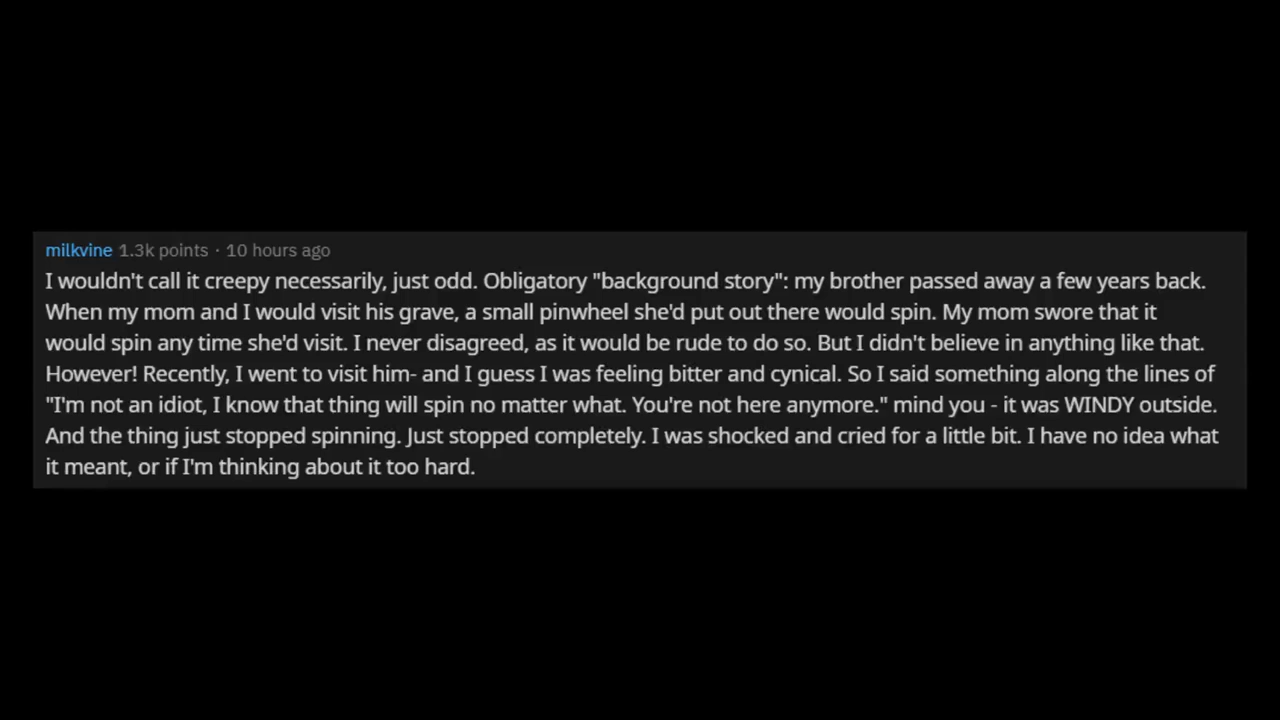 milkvine 1.3k points · 10 hours ago
I wouldn't call it creepy necessarily, just odd. Obligatory "background story": my brother passed away a few years back.
When my mom and I would visit his grave, a small pinwheel she'd put out there would spin. My mom swore that it
would spin any time she'd visit. I never disagreed, as it would be rude to do so. But I didn't believe in anything like that.
However! Recently, I went to visit him- and I guess I was feeling bitter and cynical. So I said something along the lines of
"I'm not an idiot, I know that thing will spin no matter what. You're not here anymore." mind you - it was WINDY outside.
And the thing just stopped spinning. Just stopped completely. I was shocked and cried for a little bit. I have no idea what
it meant, or if I'm thinking about it too hard.